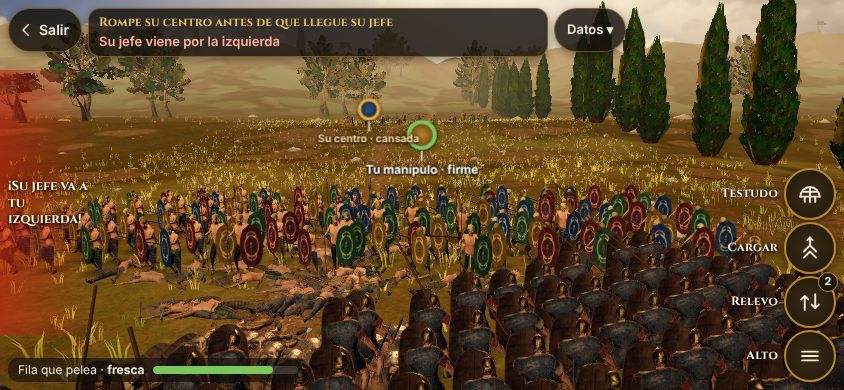 Salir
Rompe su centro antes de que llegue su jefe
Su jefe viene por la izquierda
Datos ▾
Su centro · cansada
Tu manípulo · firme
¡Su jefe va a
tu
izquierda!
Testudo
Cargar
2
Relevo
Alto
Fila que pelea · fresca